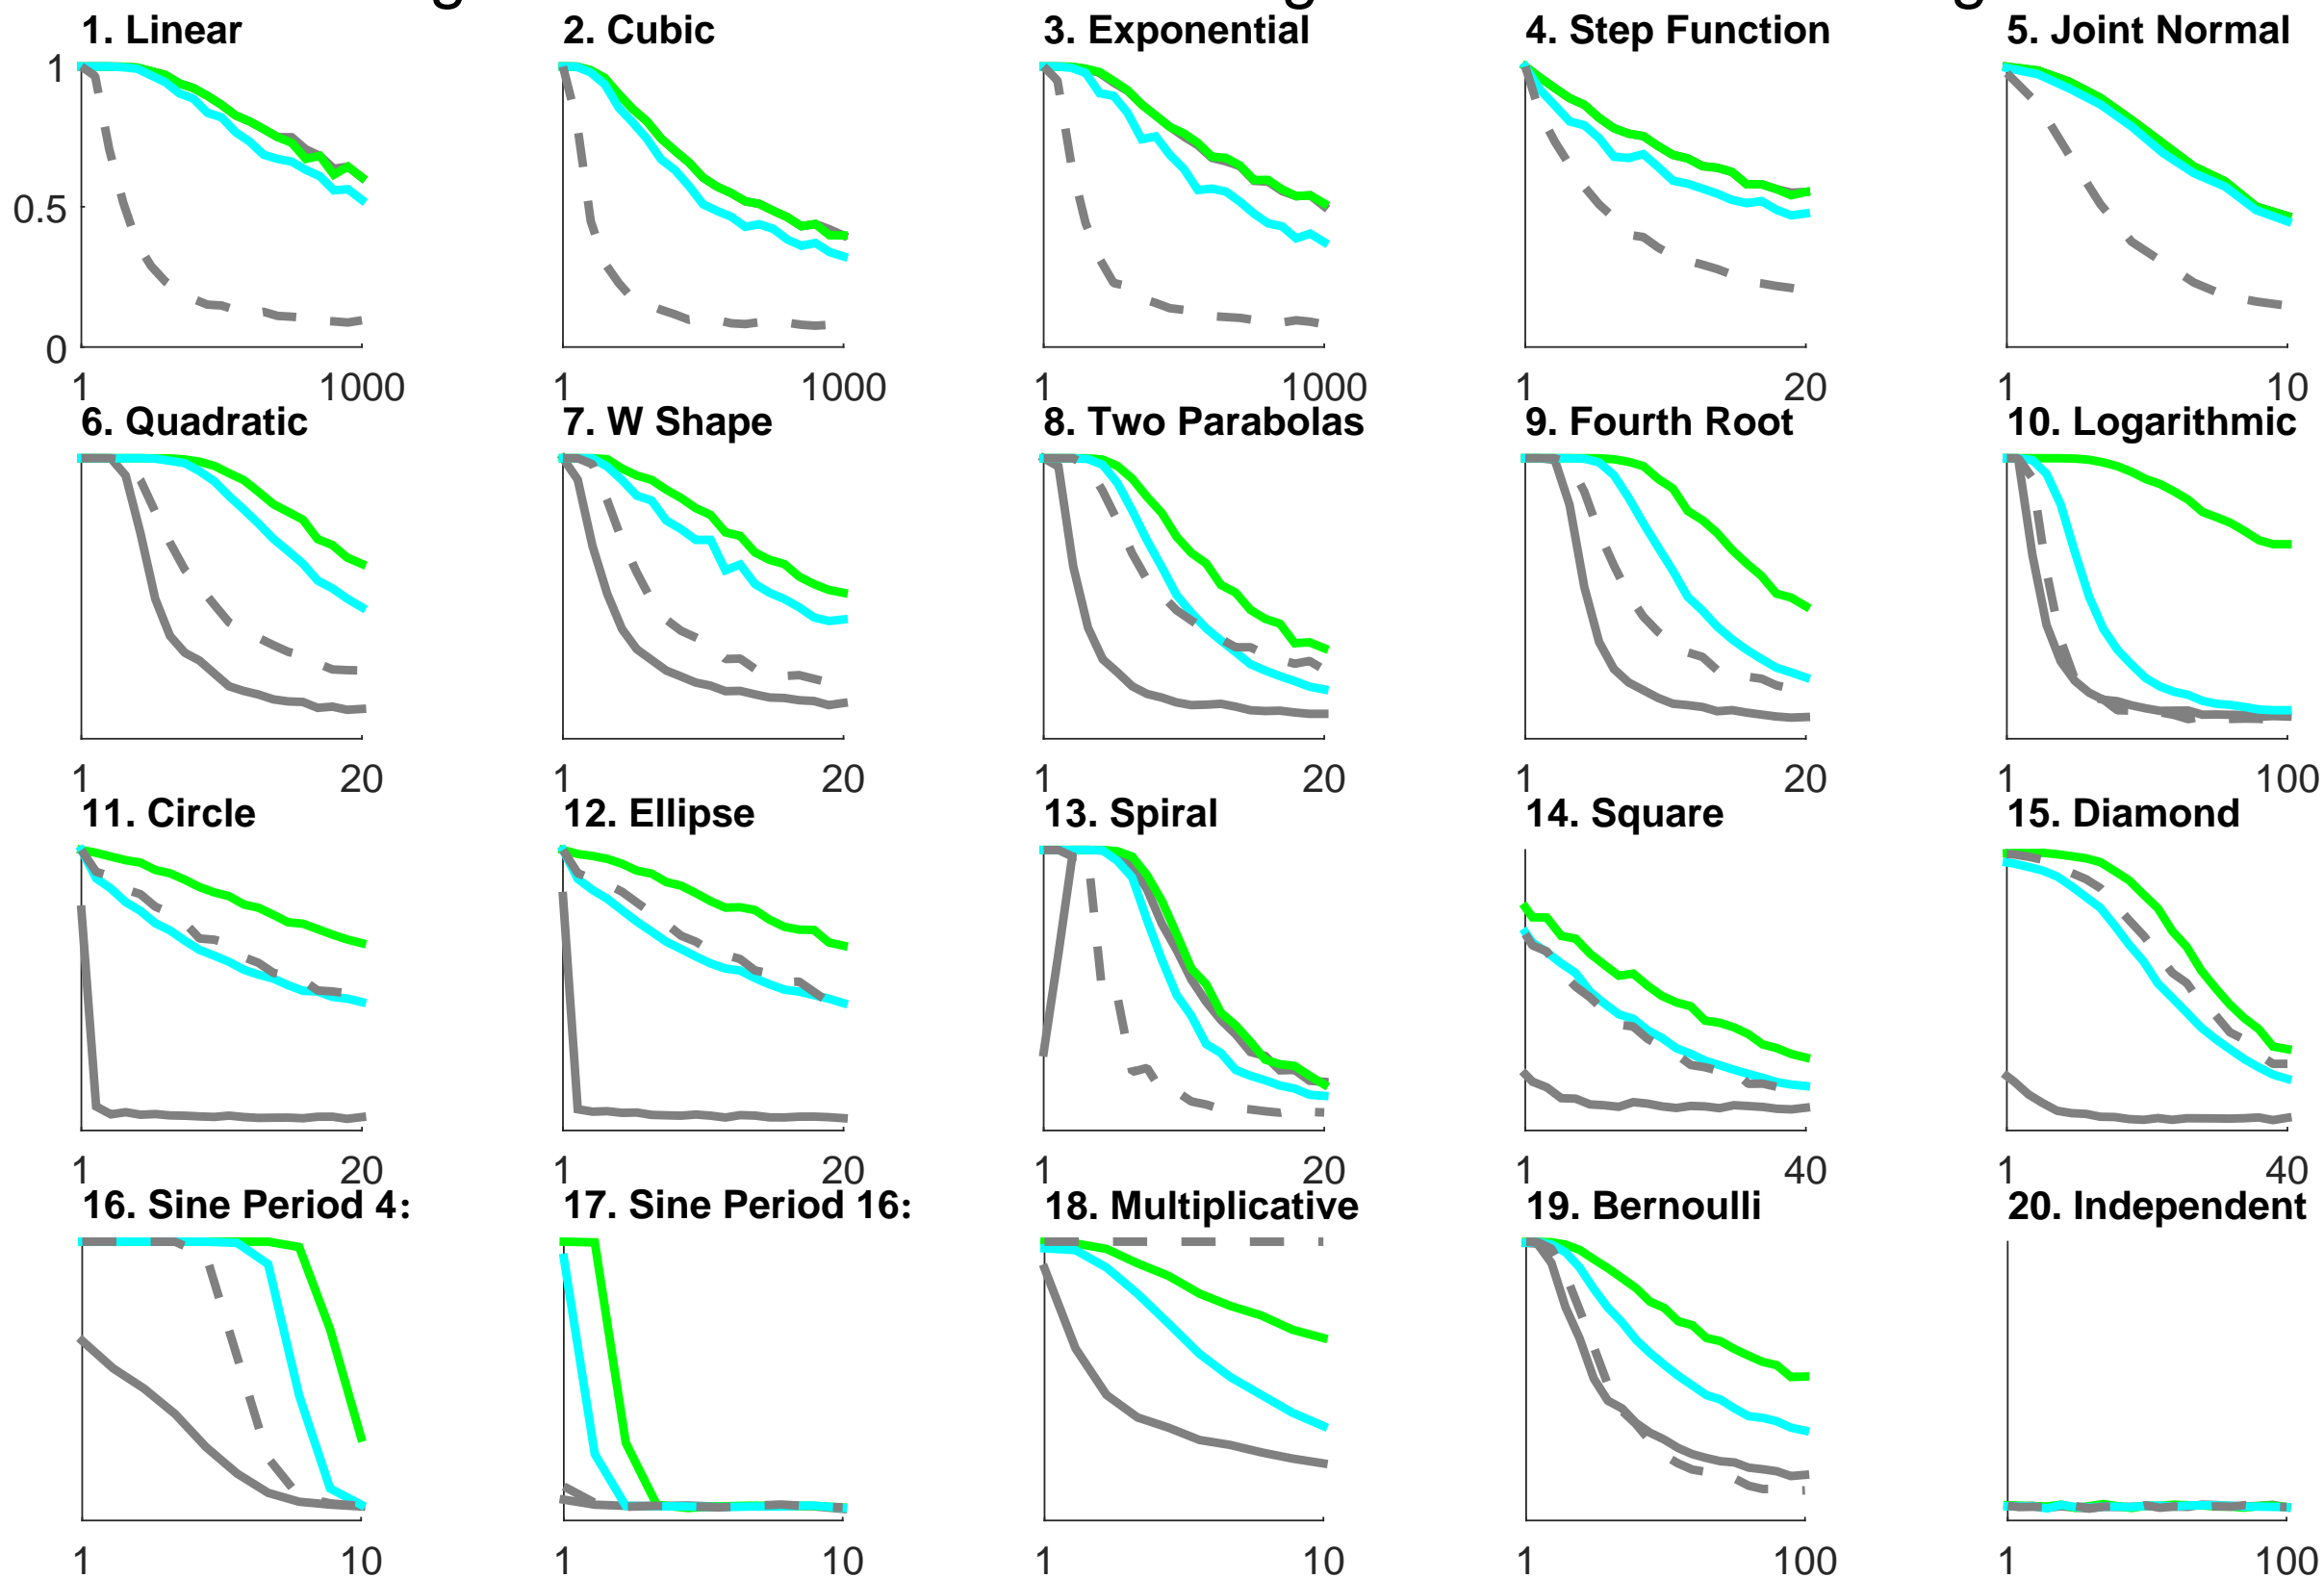 1. Linear 2. Cubic 3. Exponential 4. Step Function 5. Joint Normal
1
0.5
0
1 1000 1 1000 1 1000 1 20 1 10
6. Quadratic 7. W Shape 8. Two Parabolas 9. Fourth Root 10. Logarithmic
1 20 1 20 1 20 1 20 1 100
11. Circle 12. Ellipse 13. Spiral 14. Square 15. Diamond
1 20 1 20 1 20 1 40 1 40
16. Sine Period 4: 17. Sine Period 16: 18. Multiplicative 19. Bernoulli 20. Independent
1 10 1 10 1 10 1 100 1 100